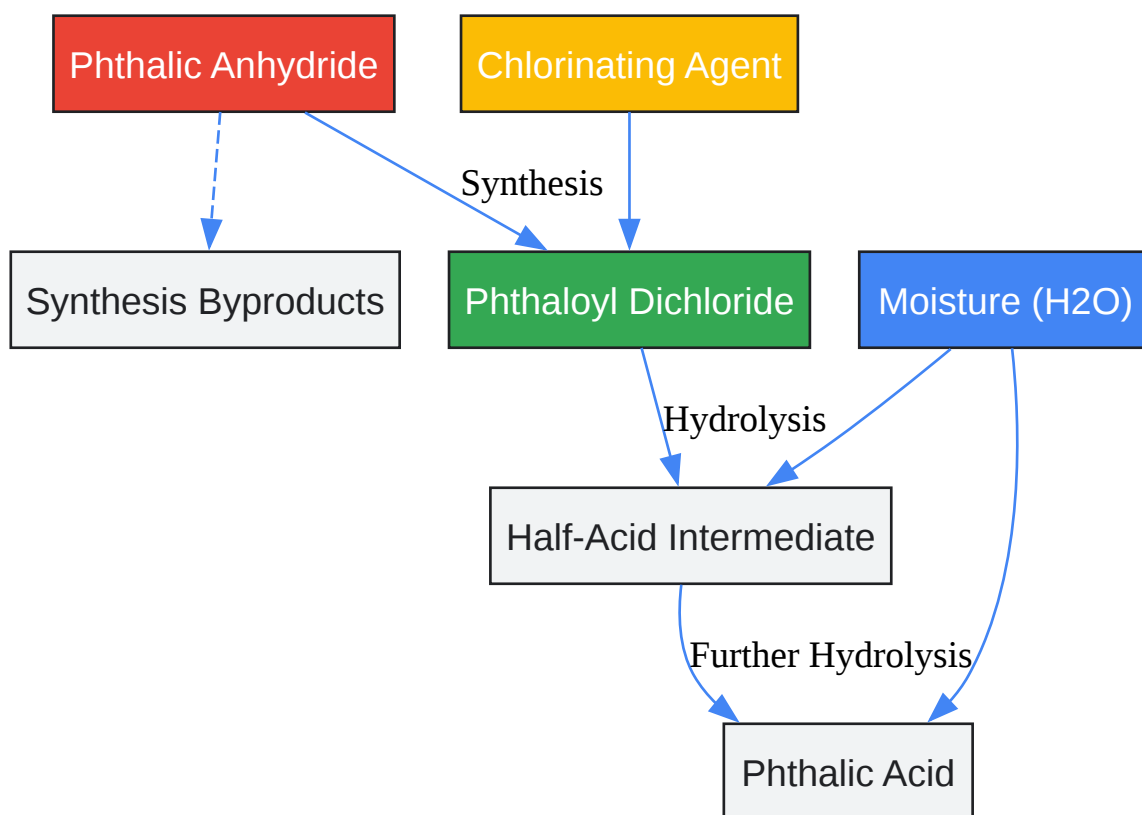 Phthalic Anhydride
Chlorinating Agent
Synthesis
Synthesis Byproducts
Phthaloyl Dichloride
Moisture (H2O)
Hydrolysis
Half-Acid Intermediate
Further Hydrolysis
Phthalic Acid